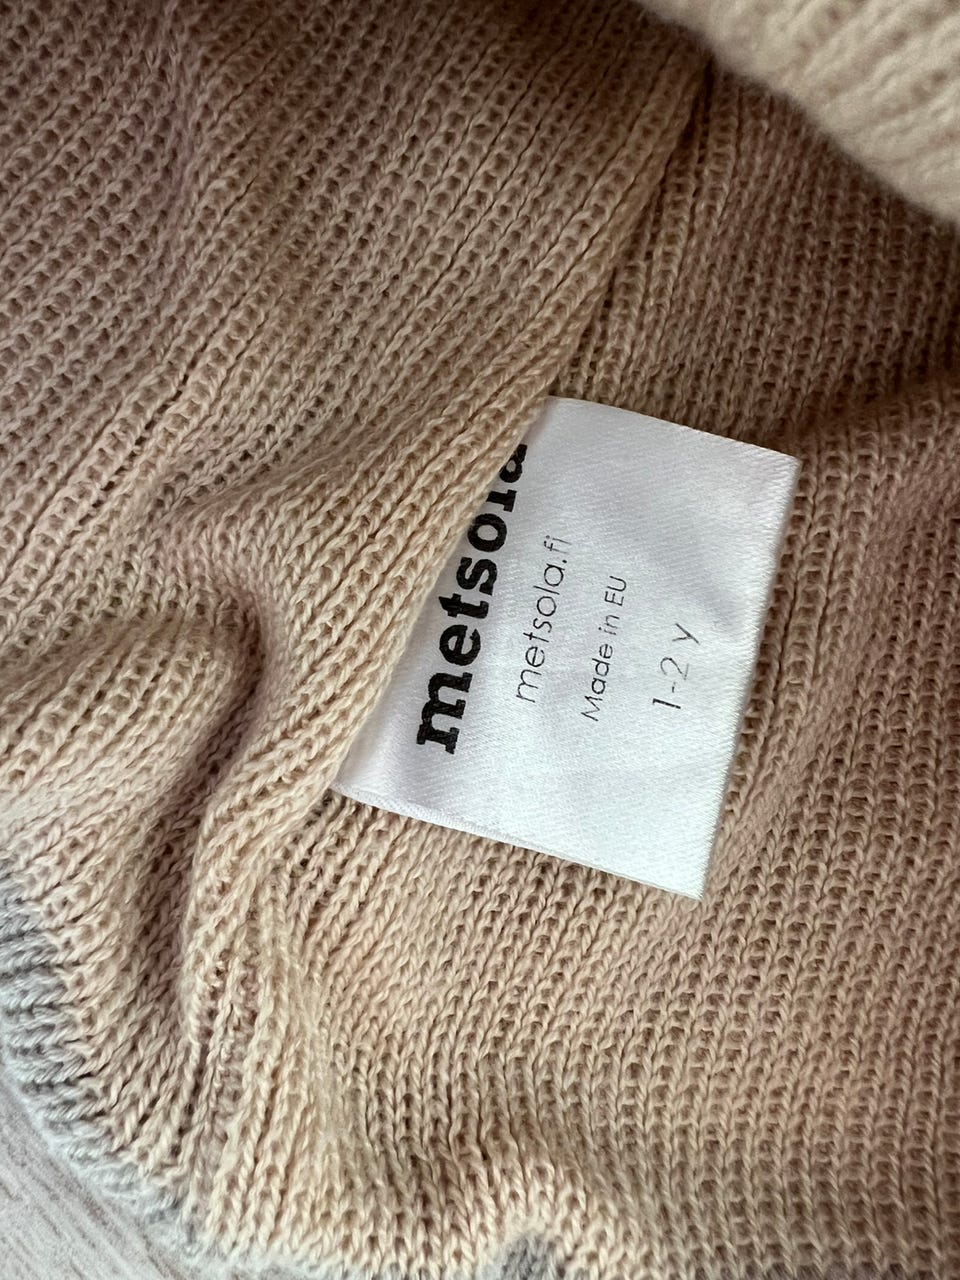 metsola
metsola.fi
Made in EU
1-2 y